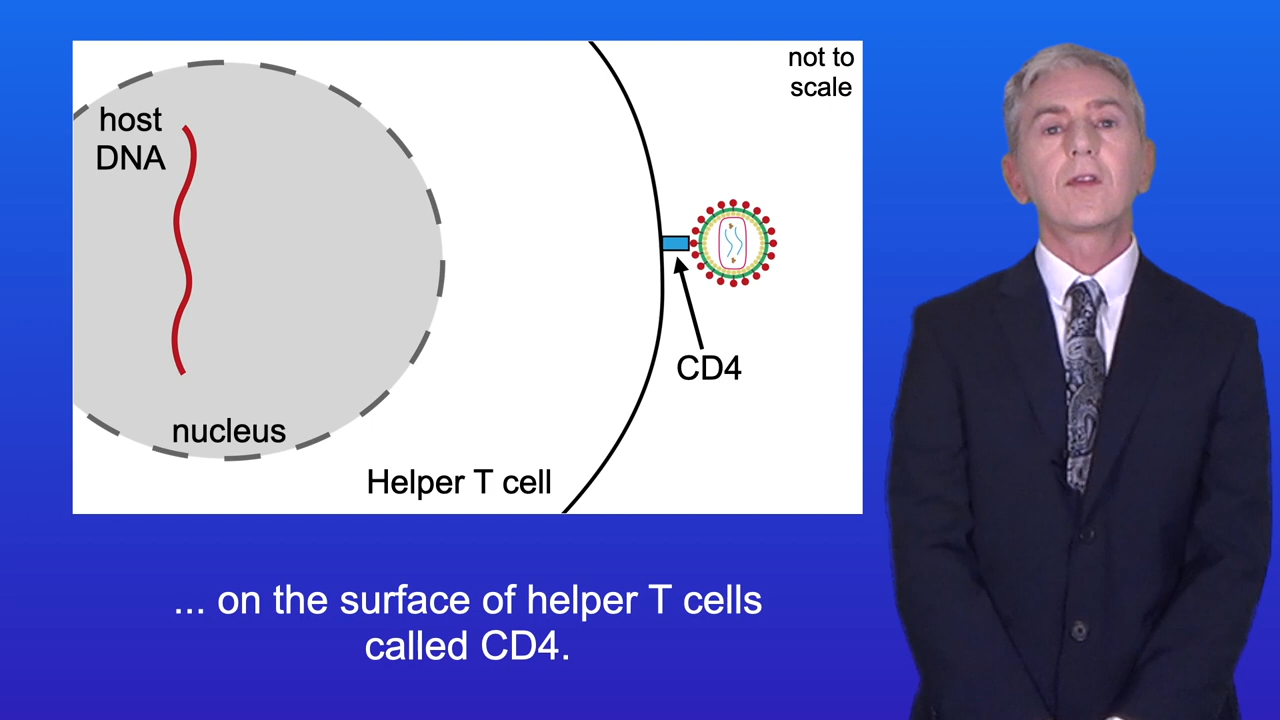 not to
scale
host
DNA
CD4
nucleus
Helper T cell
... on the surface of helper T cells
called CD4.